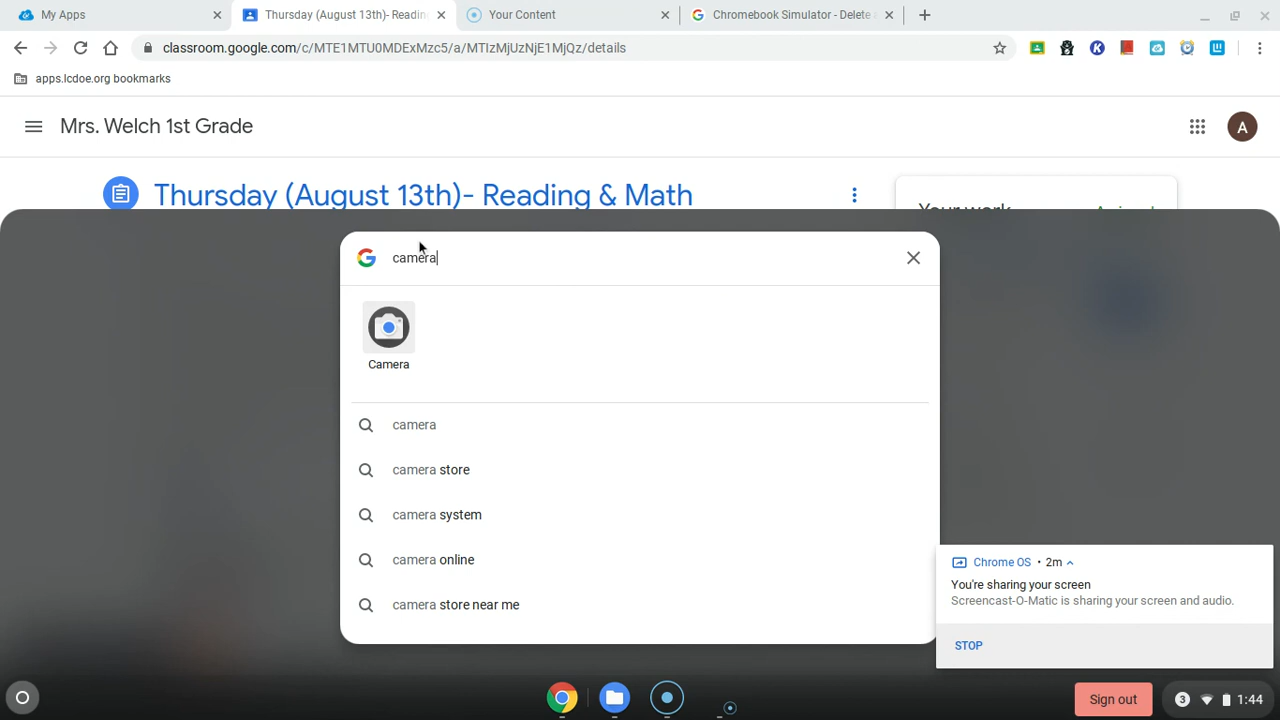 My Apps
Thursday (August 13th)- Readin
Your Content
Chromebook Simulator - Delete a
classroom.google.com/c/MTE1MTU0MDExMzc5/a/MTIzMjUzNjE1MjQz/details
apps.lcdoe.org bookmarks
Mrs. Welch 1st Grade
A
Thursday (August 13th)- Reading & Math
Your work
Assigned
camera
Camera
camera
camera store
camera system
camera online
camera store near me
Chrome OS • 2m
You're sharing your screen
Screencast-O-Matic is sharing your screen and audio.
STOP
Sign out
3
1:44